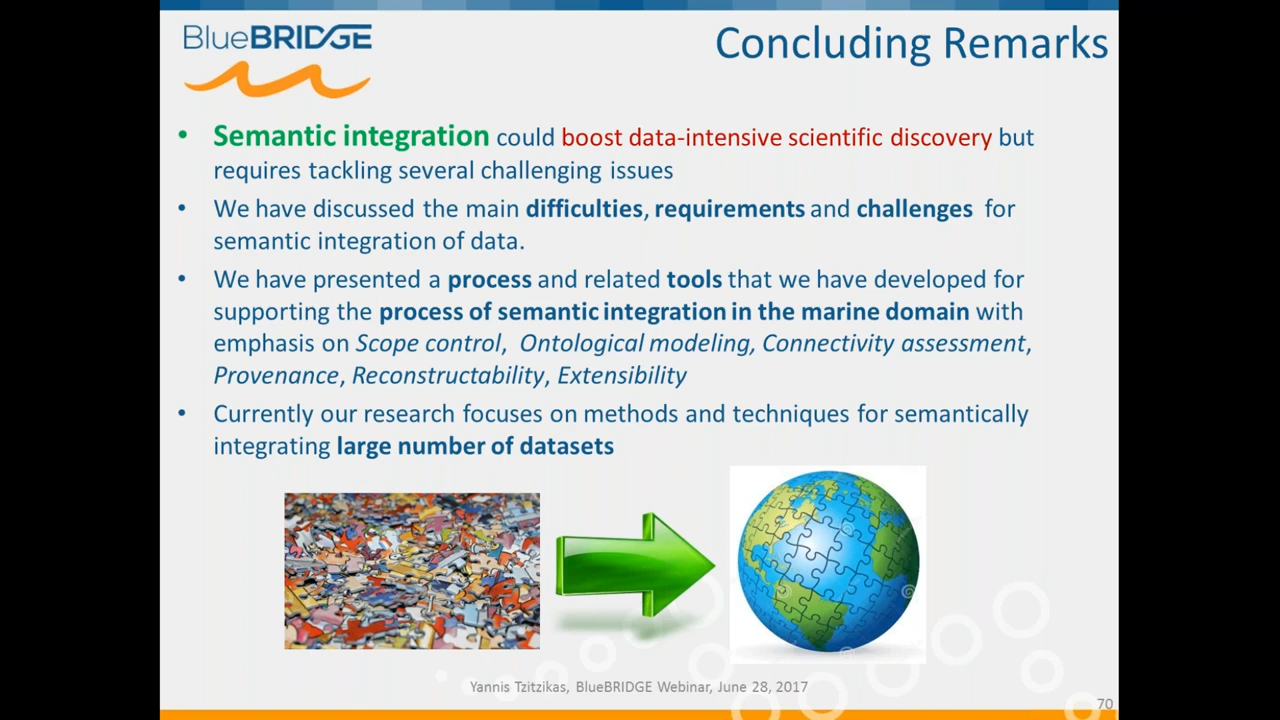 BlueBRIDGE
Concluding Remarks
• Semantic integration could boost data-intensive scientific discovery but
requires tackling several challenging issues
• We have discussed the main difficulties, requirements and challenges for
semantic integration of data.
• We have presented a process and related tools that we have developed for
supporting the process of semantic integration in the marine domain with
emphasis on Scope control, Ontological modeling, Connectivity assessment,
Provenance, Reconstructability, Extensibility
• Currently our research focuses on methods and techniques for semantically
integrating large number of datasets
Yannis Tzitzikas, BlueBRIDGE Webinar, June 28, 2017
70